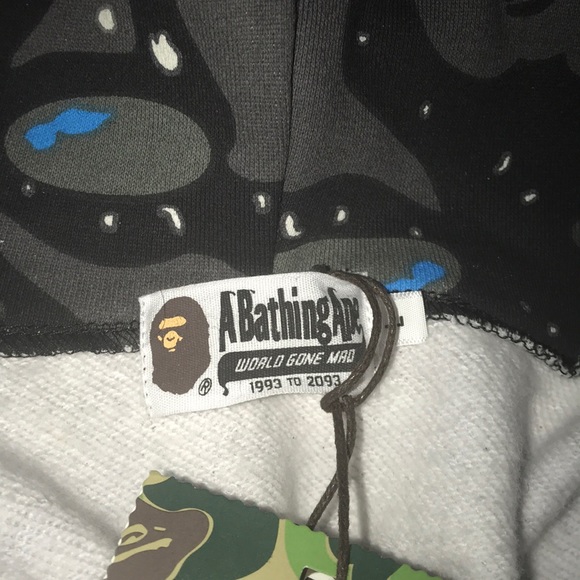 A Bathing Ape
WORLD GONE MAD
1993 TO 2093
®